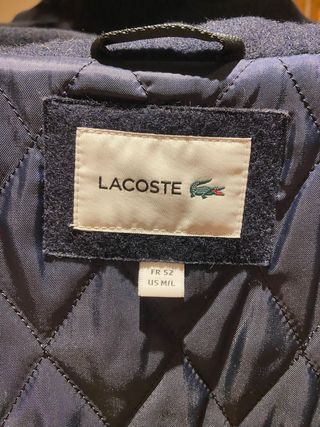 LACOSTE
FR 52
US M/L